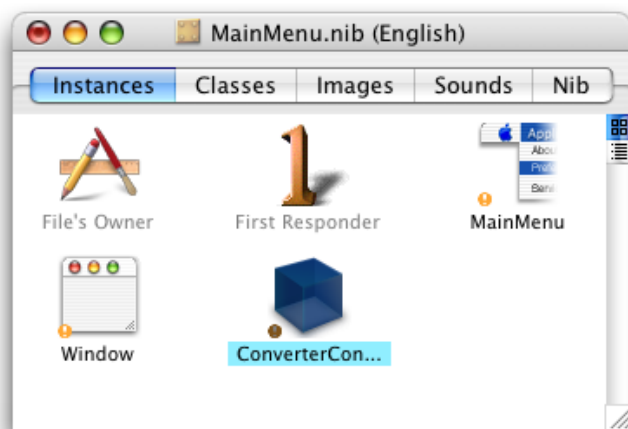 MainMenu.nib (English)
Instances Classes Images Sounds Nib
File's Owner First Responder MainMenu
Window ConverterCon...